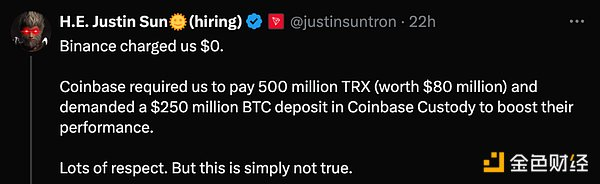 H.E. Justin Sun🌞(hiring) @justinsuntron · 22h
Binance charged us $0.
Coinbase required us to pay 500 million TRX (worth $80 million) and
demanded a $250 million BTC deposit in Coinbase Custody to boost their
performance.
Lots of respect. But this is simply not true.
金色财经